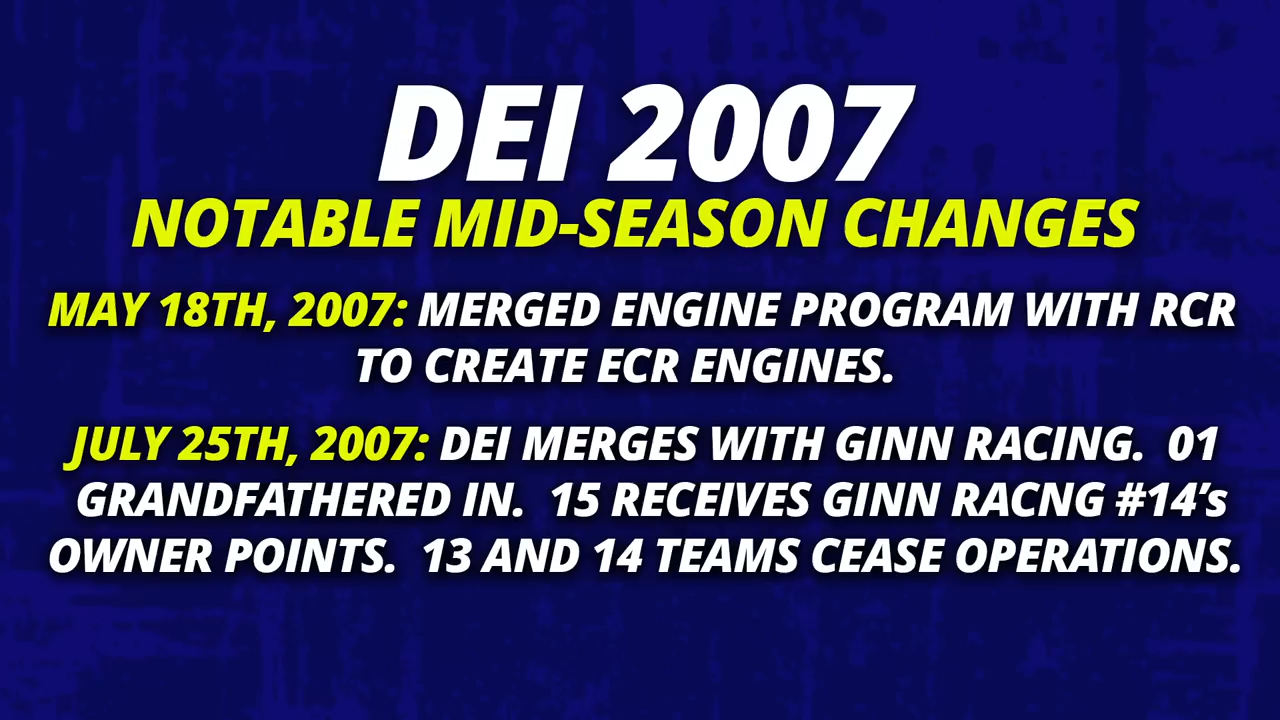 DEI 2007
NOTABLE MID-SEASON CHANGES
MAY 18TH, 2007: MERGED ENGINE PROGRAM WITH RCR
TO CREATE ECR ENGINES.
JULY 25TH, 2007: DEI MERGES WITH GINN RACING.  01
GRANDFATHERED IN.  15 RECEIVES GINN RACNG #14's
OWNER POINTS.  13 AND 14 TEAMS CEASE OPERATIONS.